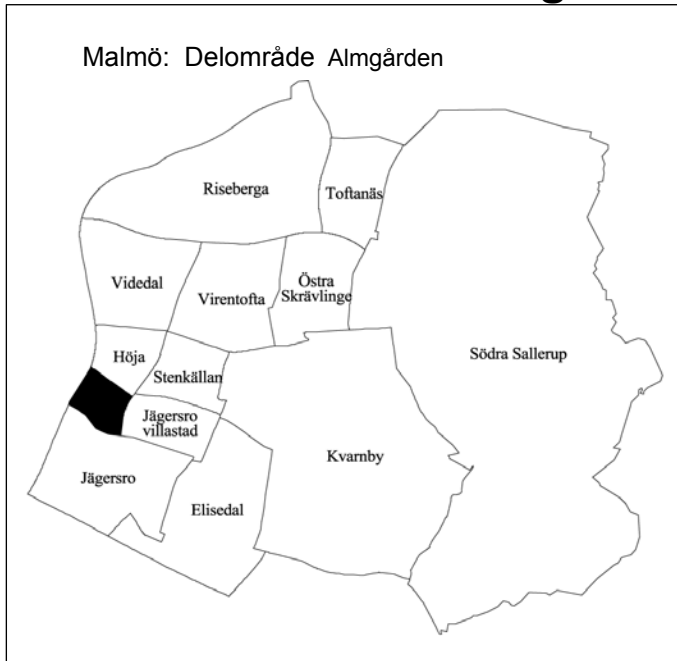 Malmö: Delområde Almgården
Riseberga
Toftanäs
Videdal
Virentofta
Östra
Skrävlinge
Södra Sallerup
Höja
Stenkällan
Jägersro
villastad
Kvarnby
Jägersro
Elisedal